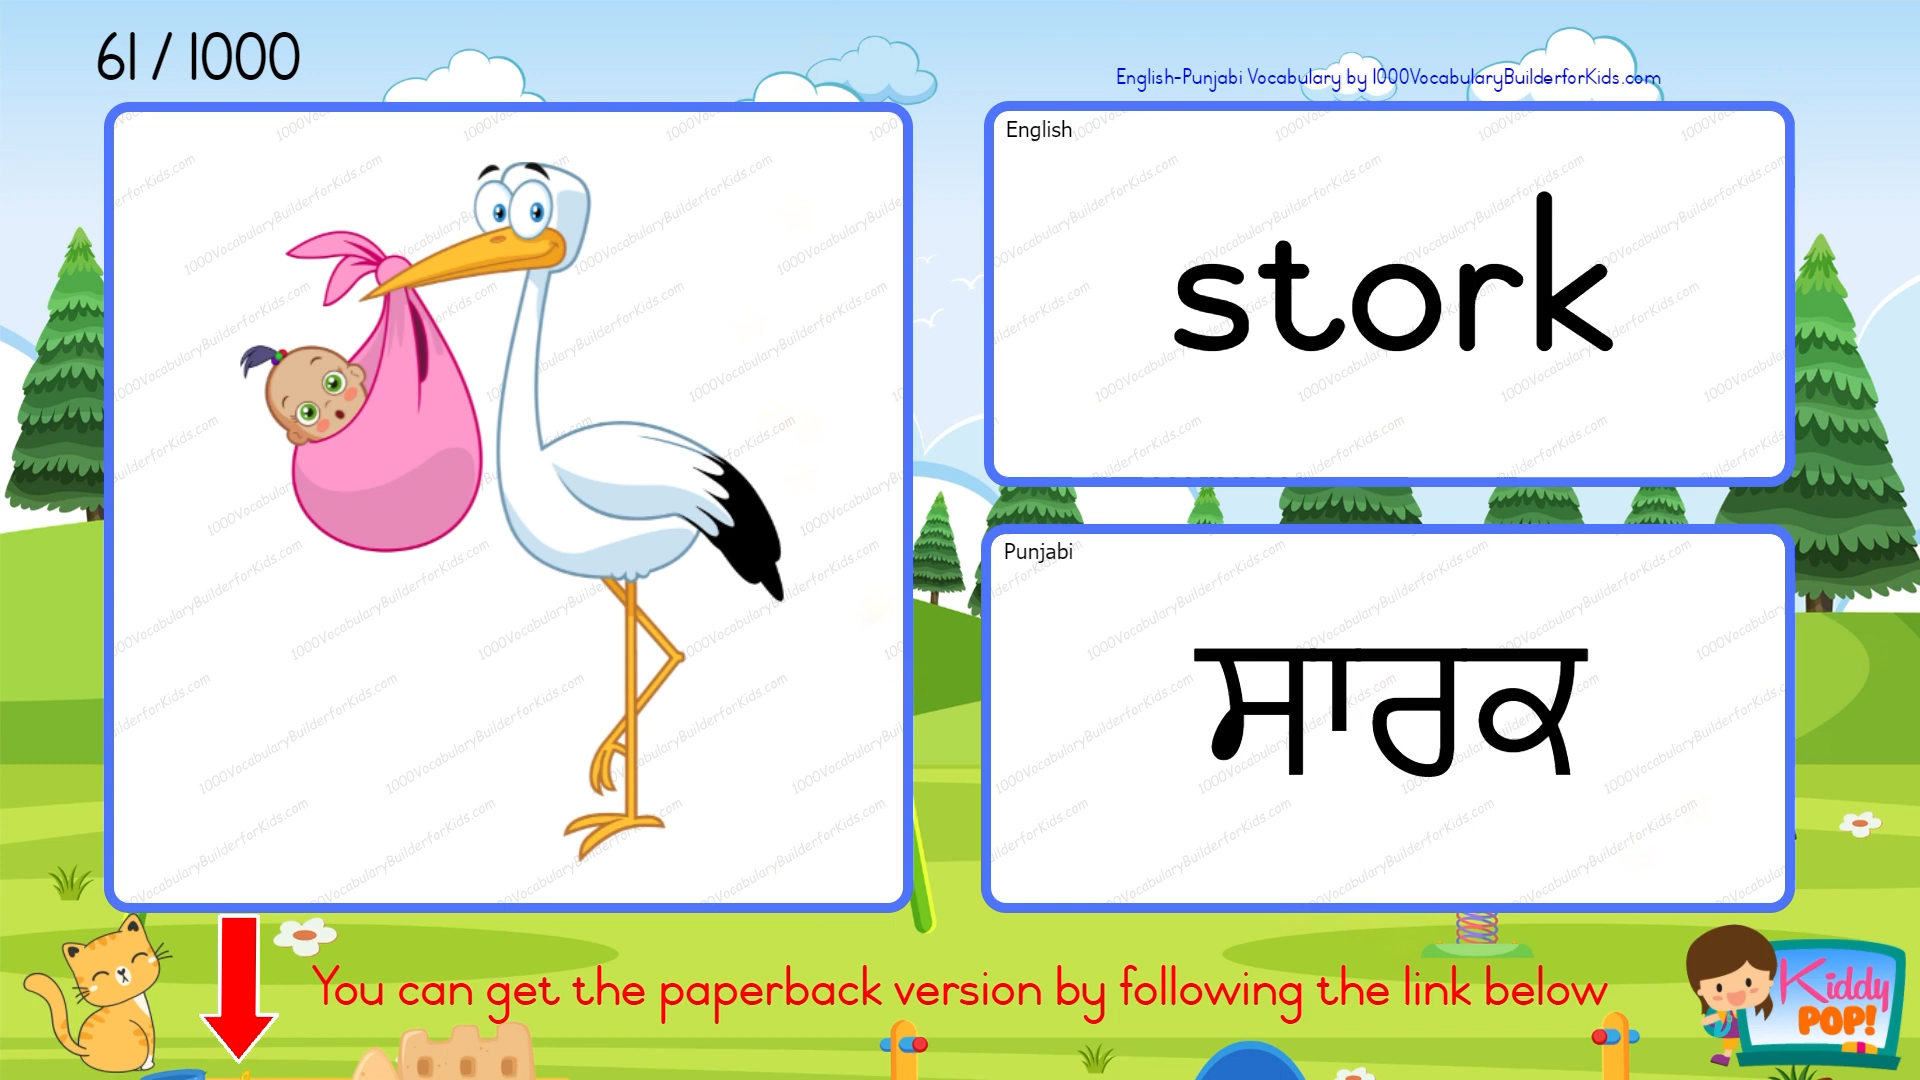 61 / 1000
English-Punjabi Vocabulary by 1000VocabularyBuilderforKids.com
English
stork
Punjabi
ਸਾਰਕ
You can get the paperback version by following the link below
Kiddy
POP!